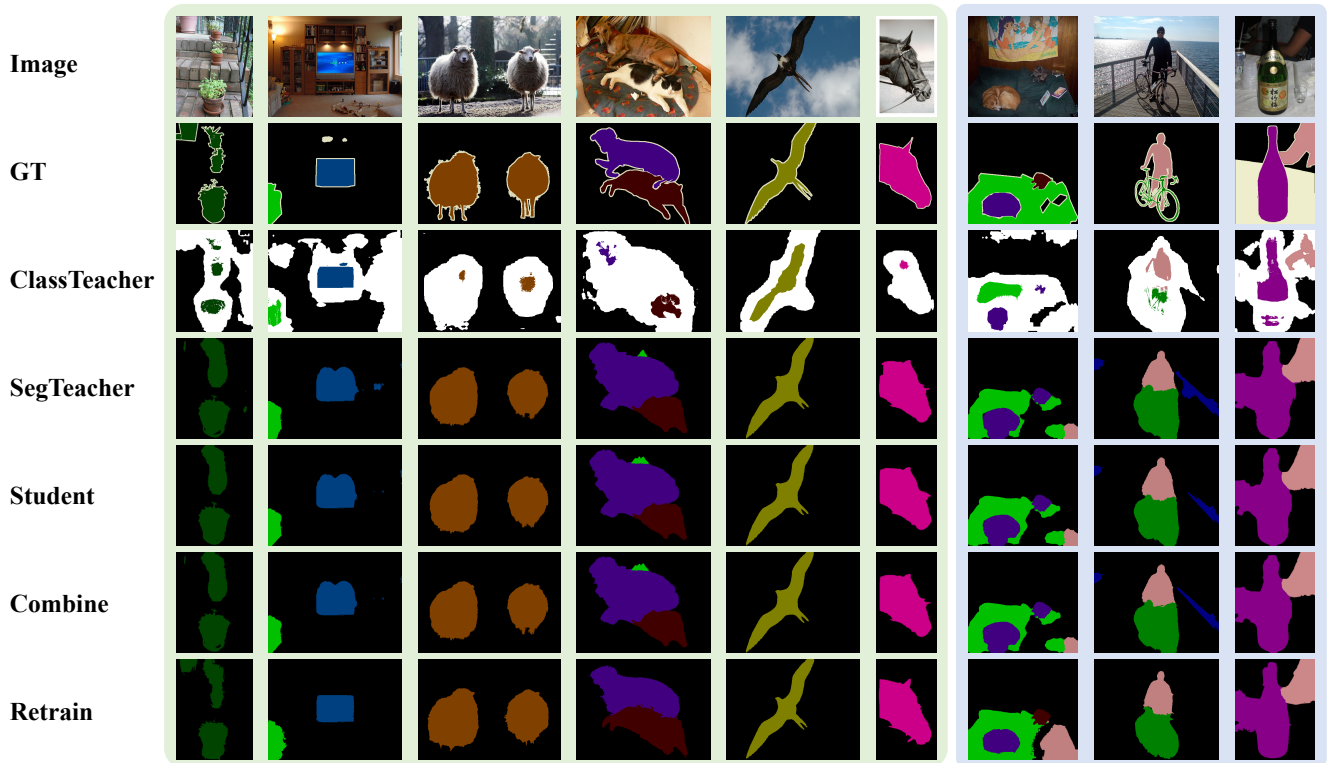 Image
GT
ClassTeacher
SegTeacher
Student
Combine
Retrain